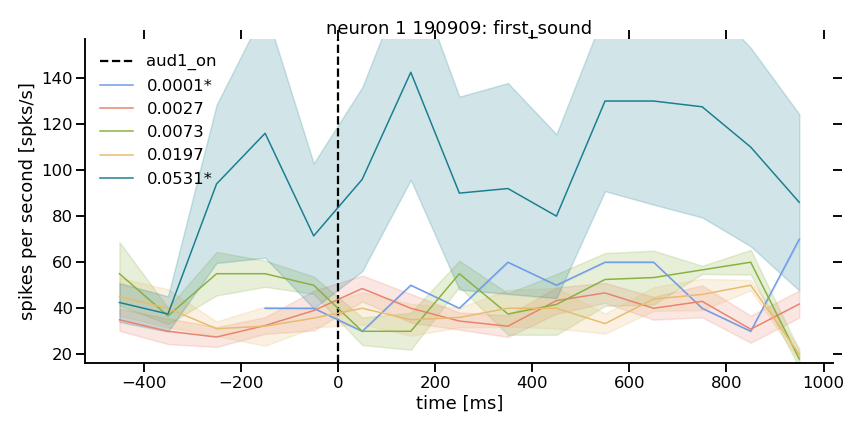 neuron 1 190909: first_sound
aud1_on
0.0001*
0.0027
0.0073
0.0197
0.0531*
spikes per second [spks/s]
140
120
100
80
60
40
20
−400 −200 0 200 400 600 800 1000
time [ms]